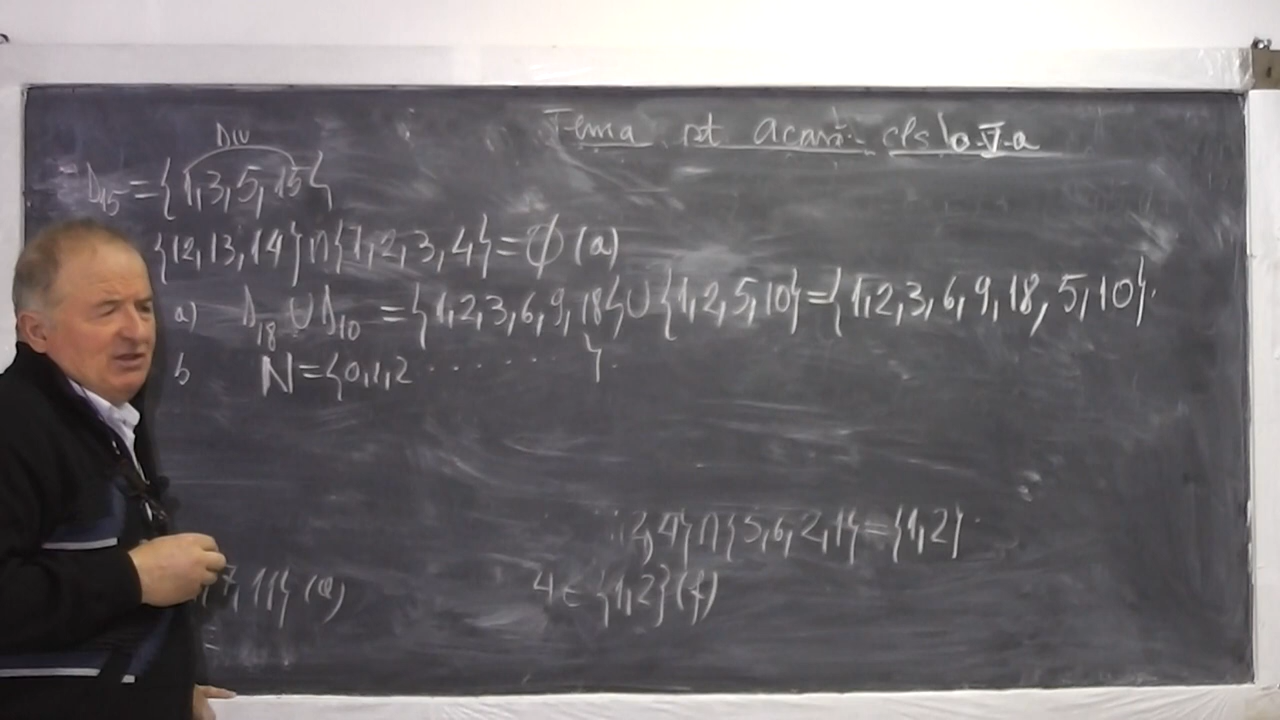 Tema pt acasă cls a V-a
DIV
D₁₅={1,3,5,15}
{12,13,14}∩{1,2,3,4}=∅ (a)
a) D₁₈ ∪ D₁₀ ={1,2,3,6,9,18}∪{1,2,5,10}={1,2,3,6,9,18,5,10}.
b N={0,1,2.......}.
2,4}∩{5,6,2,1}={1,2}.
7,11} (a)
4∈{1,2}(f)